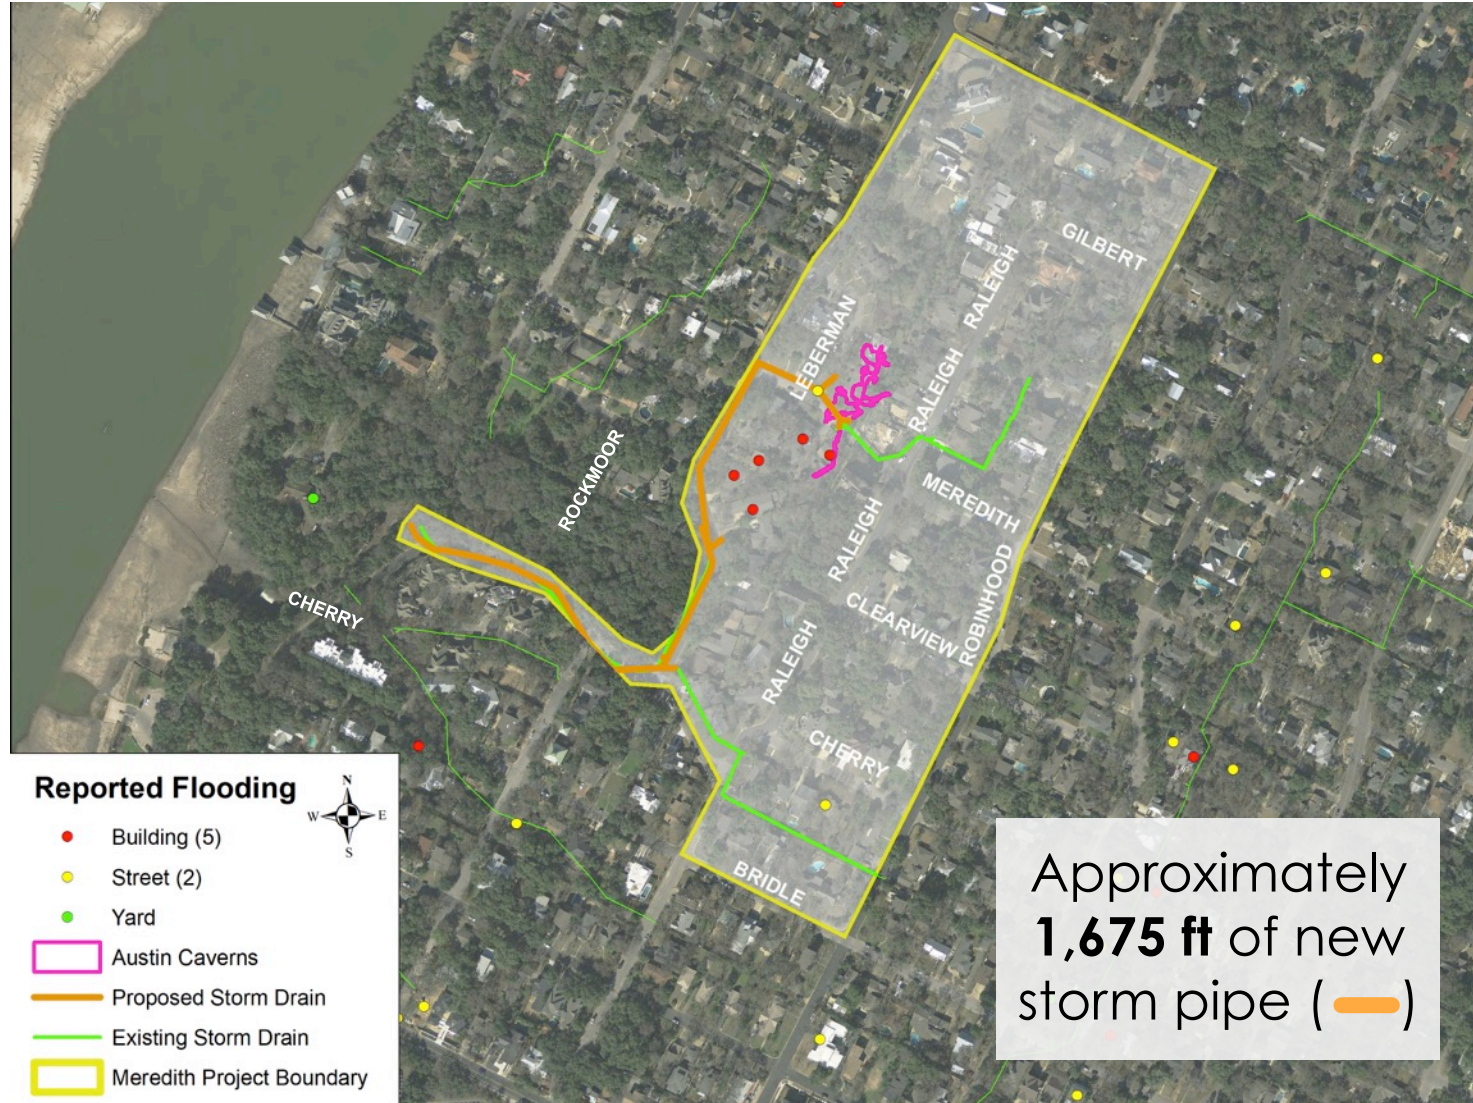 GILBERT
RALEIGH
LEBERMAN
RALEIGH
ROCKMOOR
MEREDITH
RALEIGH
ROBINHOOD
CHERRY
CLEARVIEW
RALEIGH
CHERRY
BRIDLE
Reported Flooding
N
W E
S
Building (5)
Street (2)
Yard
Austin Caverns
Proposed Storm Drain
Existing Storm Drain
Meredith Project Boundary
Approximately
1,675 ft of new
storm pipe ( )